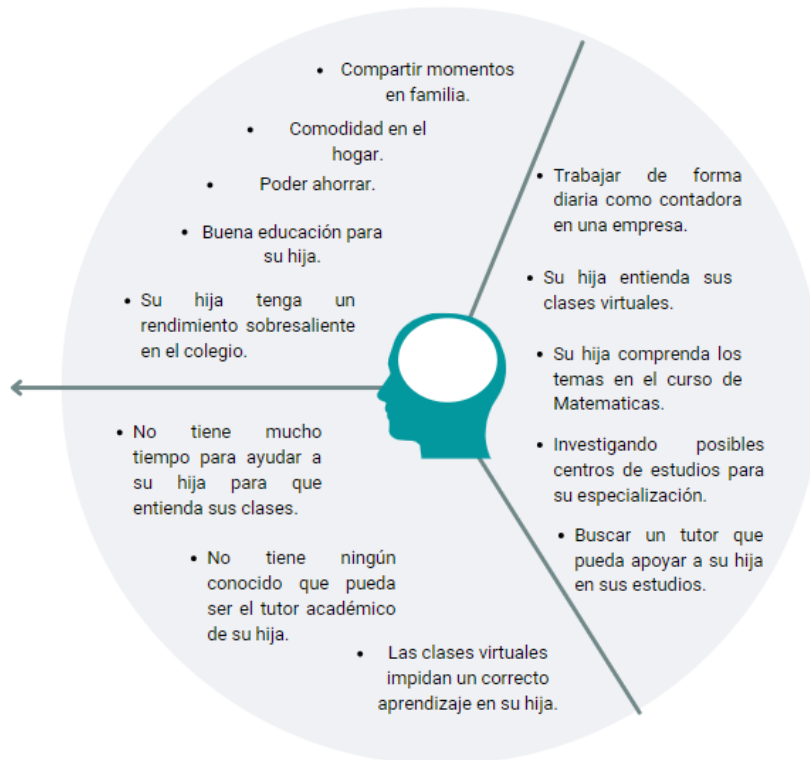 • Compartir momentos
en familia.
• Comodidad en el
hogar.
• Poder ahorrar.
• Buena educación para
su hija.
• Su hija tenga un
rendimiento sobresaliente
en el colegio.
• Trabajar de forma
diaria como contadora
en una empresa.
• Su hija entienda sus
clases virtuales.
• Su hija comprenda los
temas en el curso de
Matematicas.
• Investigando posibles
centros de estudios para
su especialización.
• Buscar un tutor que
pueda apoyar a su hija
en sus estudios.
• No tiene mucho
tiempo para ayudar a
su hija para que
entienda sus clases.
• No tiene ningún
conocido que pueda
ser el tutor académico
de su hija.
• Las clases virtuales
impidan un correcto
aprendizaje en su hija.